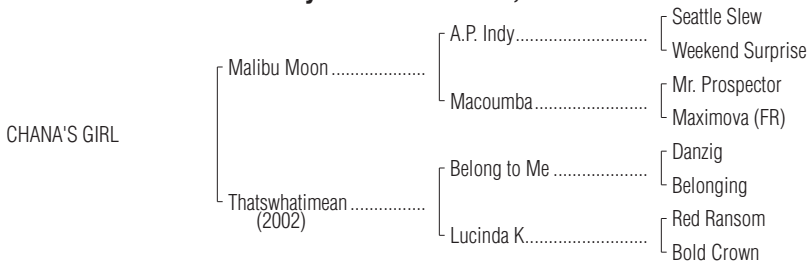 Seattle Slew
A.P. Indy
Weekend Surprise
Malibu Moon
Mr. Prospector
Macoumba
Maximova (FR)
CHANA'S GIRL
Danzig
Belong to Me
Belonging
Thatswhatimean
(2002)
Red Ransom
Lucinda K
Bold Crown